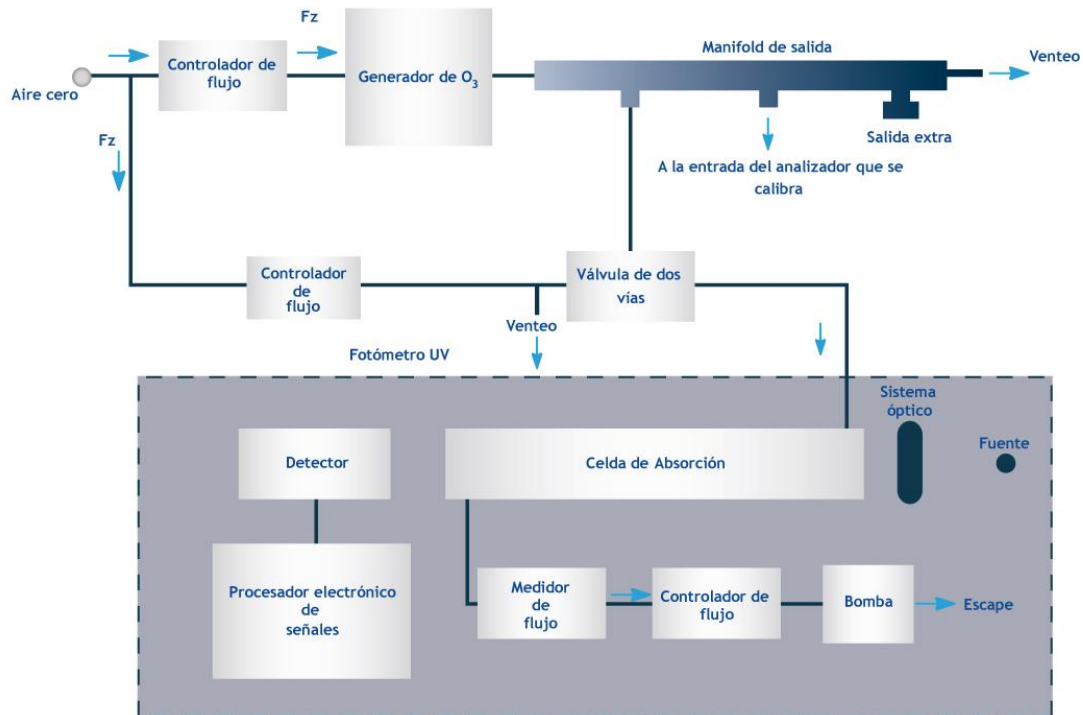 Fz
Fz
Controlador de
flujo
Generador de O₃
Manifold de salida
Venteo
Aire cero
Salida extra
Fz
A la entrada del analizador que se
calibra
Controlador
de
flujo
Válvula de dos
vías
Venteo
Fotómetro UV
Sistema
óptico
Detector
Celda de Absorción
Fuente
Procesador electrónico
de
señales
Medidor
de
flujo
Controlador de
flujo
Bomba
Escape